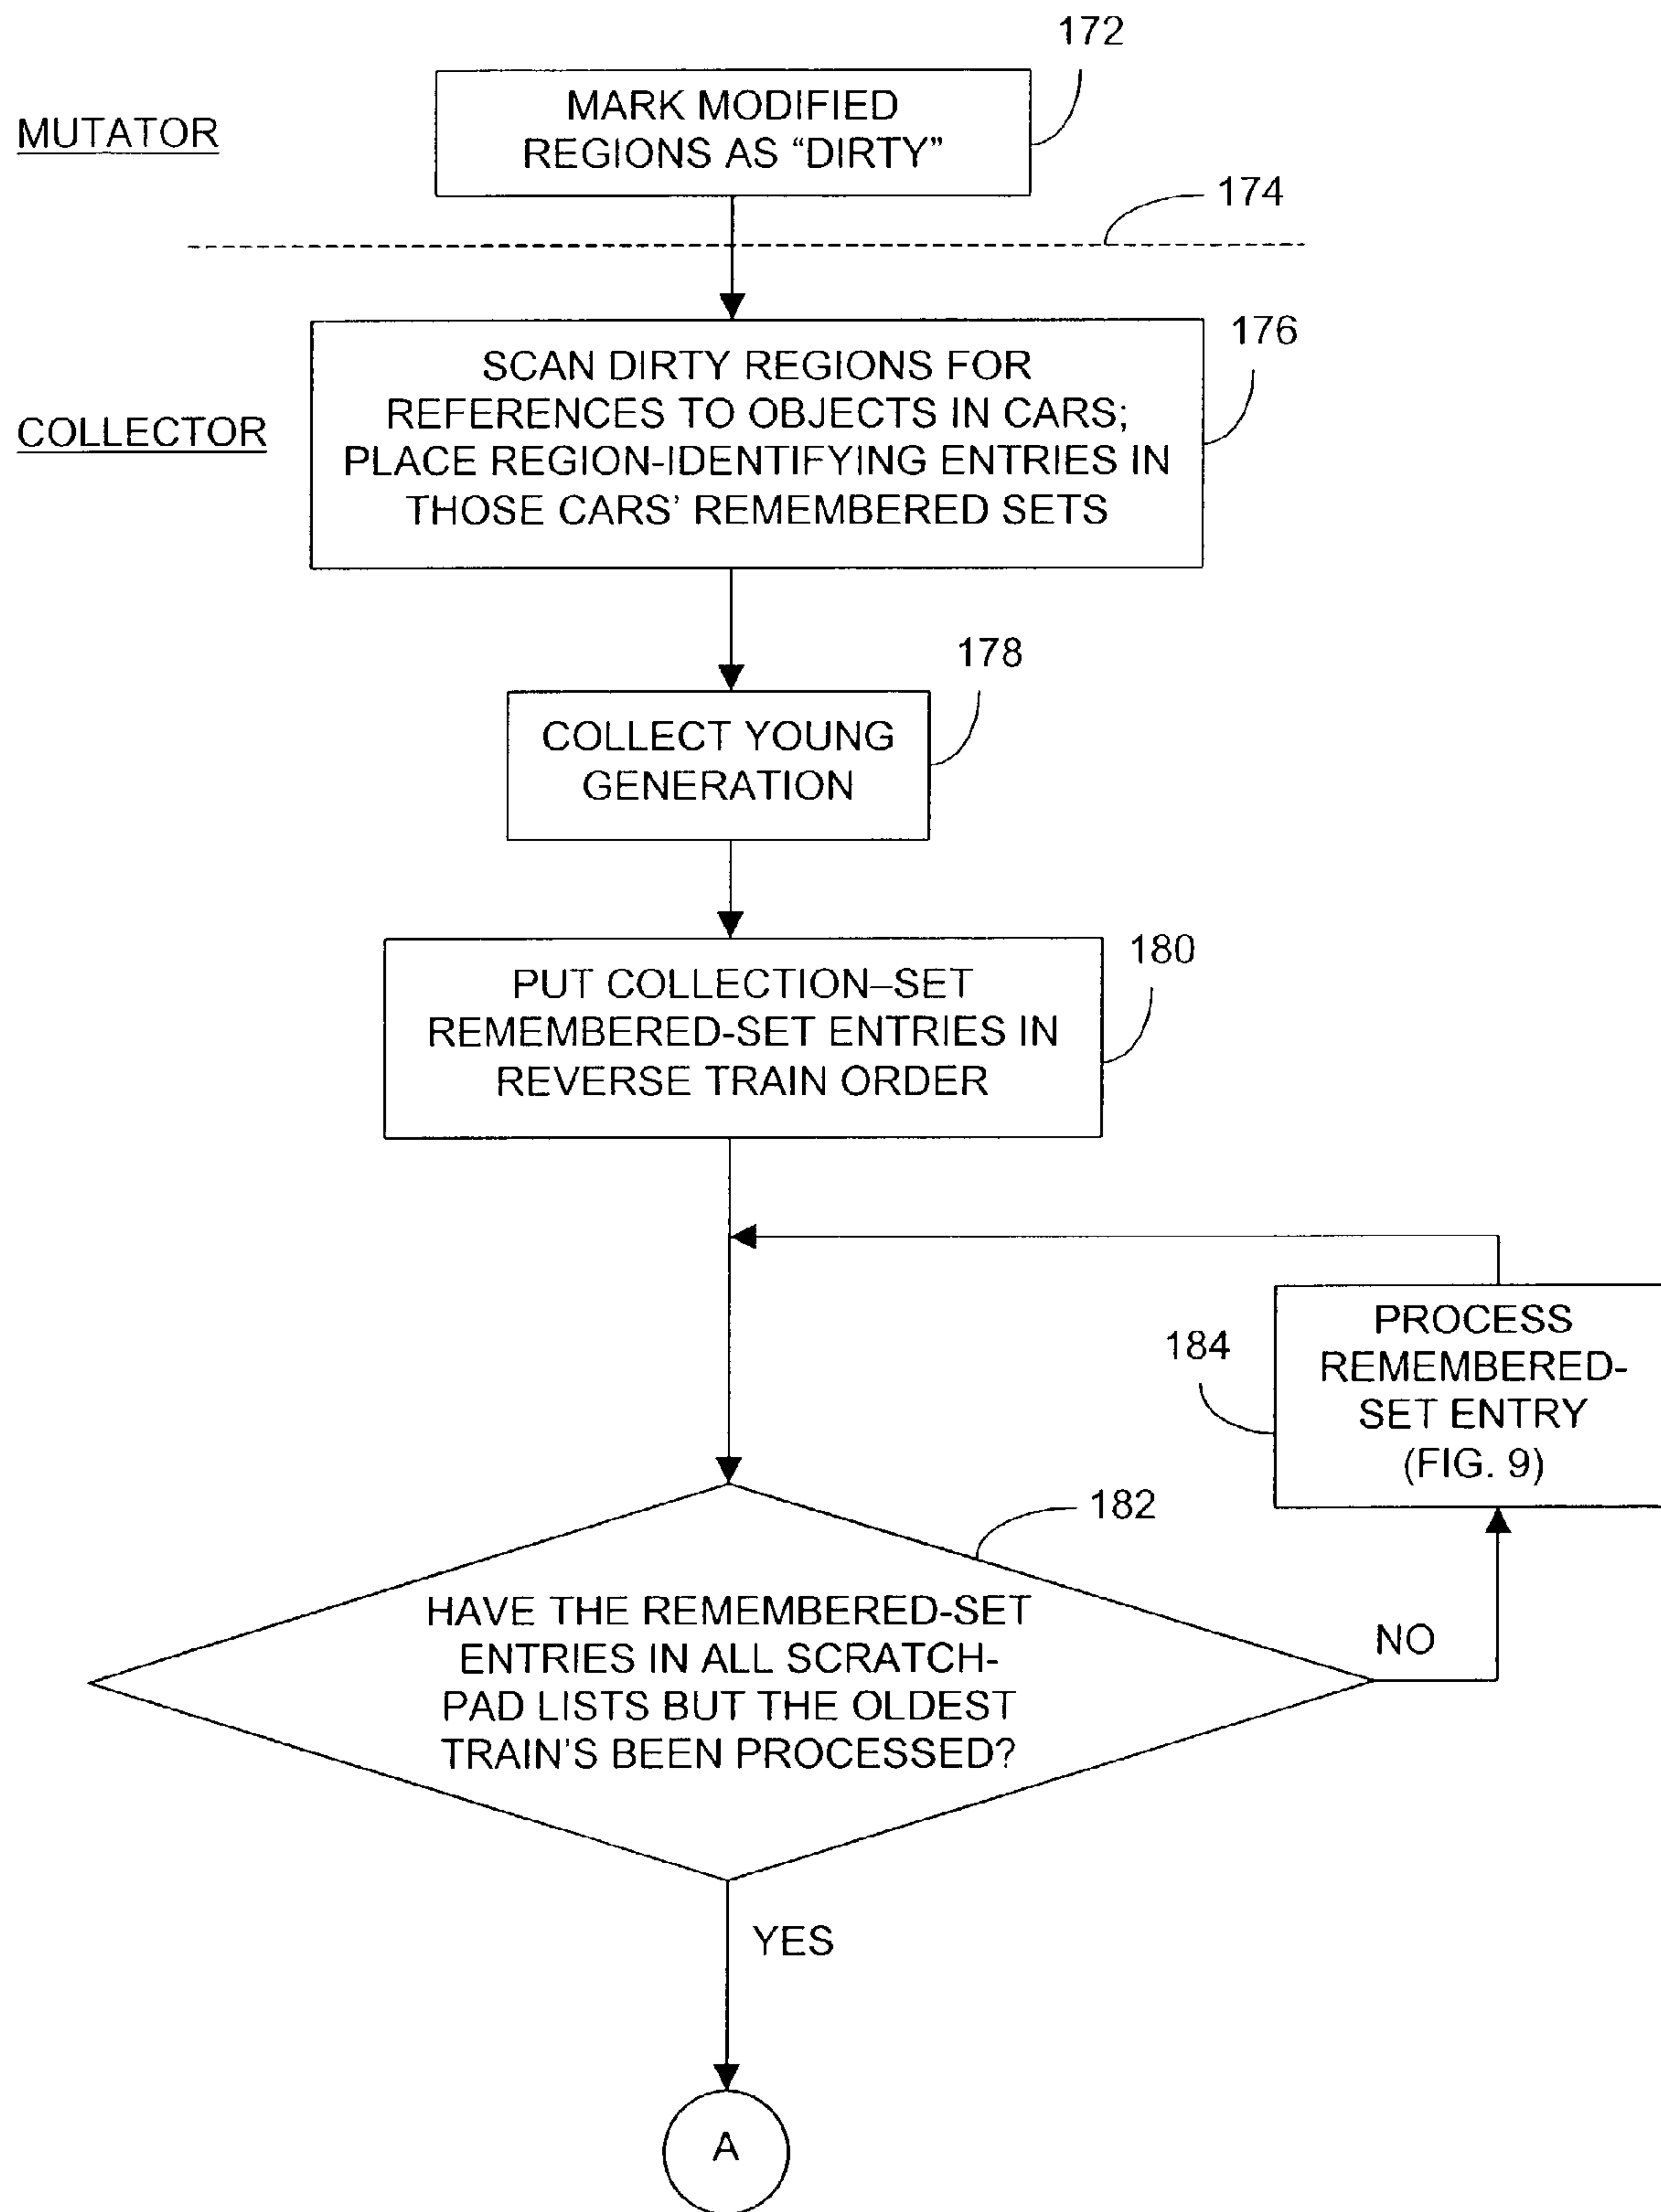 172
MARK MODIFIED
REGIONS AS “DIRTY”
MUTATOR
174
176
SCAN DIRTY REGIONS FOR
REFERENCES TO OBJECTS IN CARS;
PLACE REGION-IDENTIFYING ENTRIES IN
THOSE CARS’ REMEMBERED SETS
COLLECTOR
178
COLLECT YOUNG
GENERATION
180
PUT COLLECTION–SET
REMEMBERED-SET ENTRIES IN
REVERSE TRAIN ORDER
184
PROCESS
REMEMBERED-
SET ENTRY
(FIG. 9)
182
HAVE THE REMEMBERED-SET
ENTRIES IN ALL SCRATCH-
PAD LISTS BUT THE OLDEST
TRAIN'S BEEN PROCESSED?
NO
YES
A